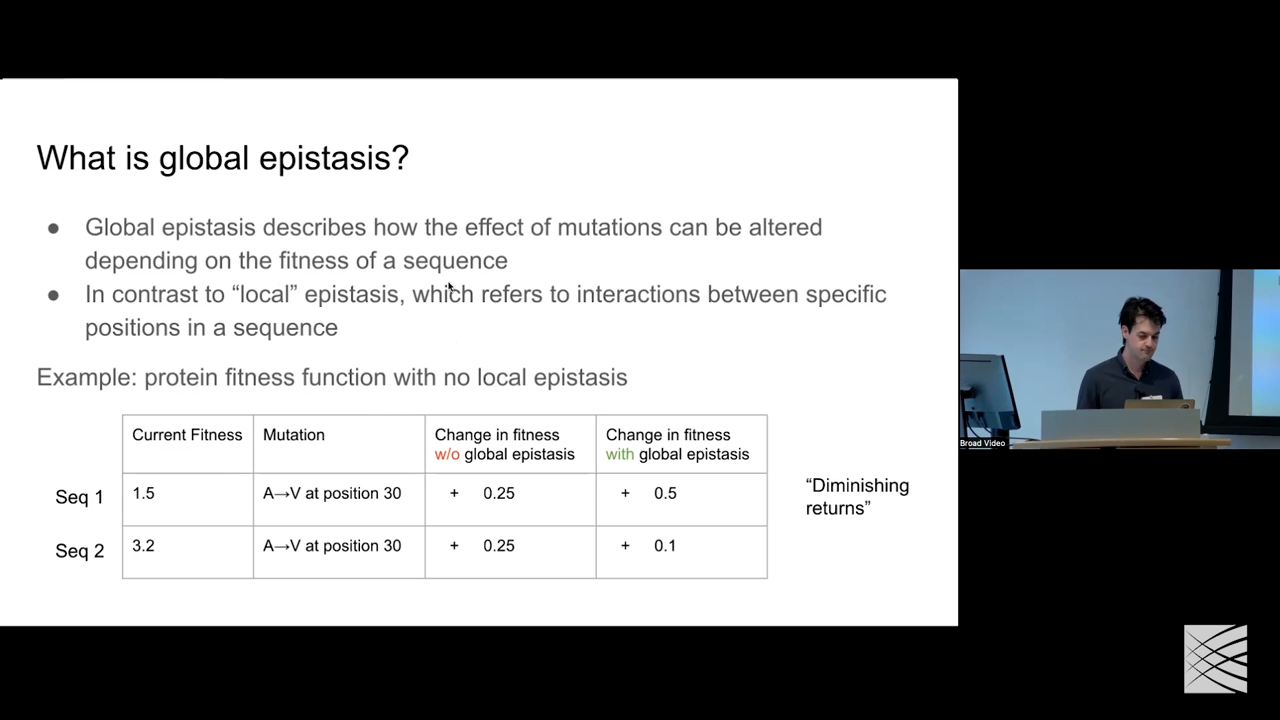 What is global epistasis?
● Global epistasis describes how the effect of mutations can be altered
depending on the fitness of a sequence
● In contrast to “local” epistasis, which refers to interactions between specific
positions in a sequence
Example: protein fitness function with no local epistasis
Current Fitness Mutation Change in fitness Change in fitness
w/o global epistasis with global epistasis
Seq 1 1.5 A→V at position 30 + 0.25 + 0.5
Seq 2 3.2 A→V at position 30 + 0.25 + 0.1
“Diminishing
returns”
Broad Video